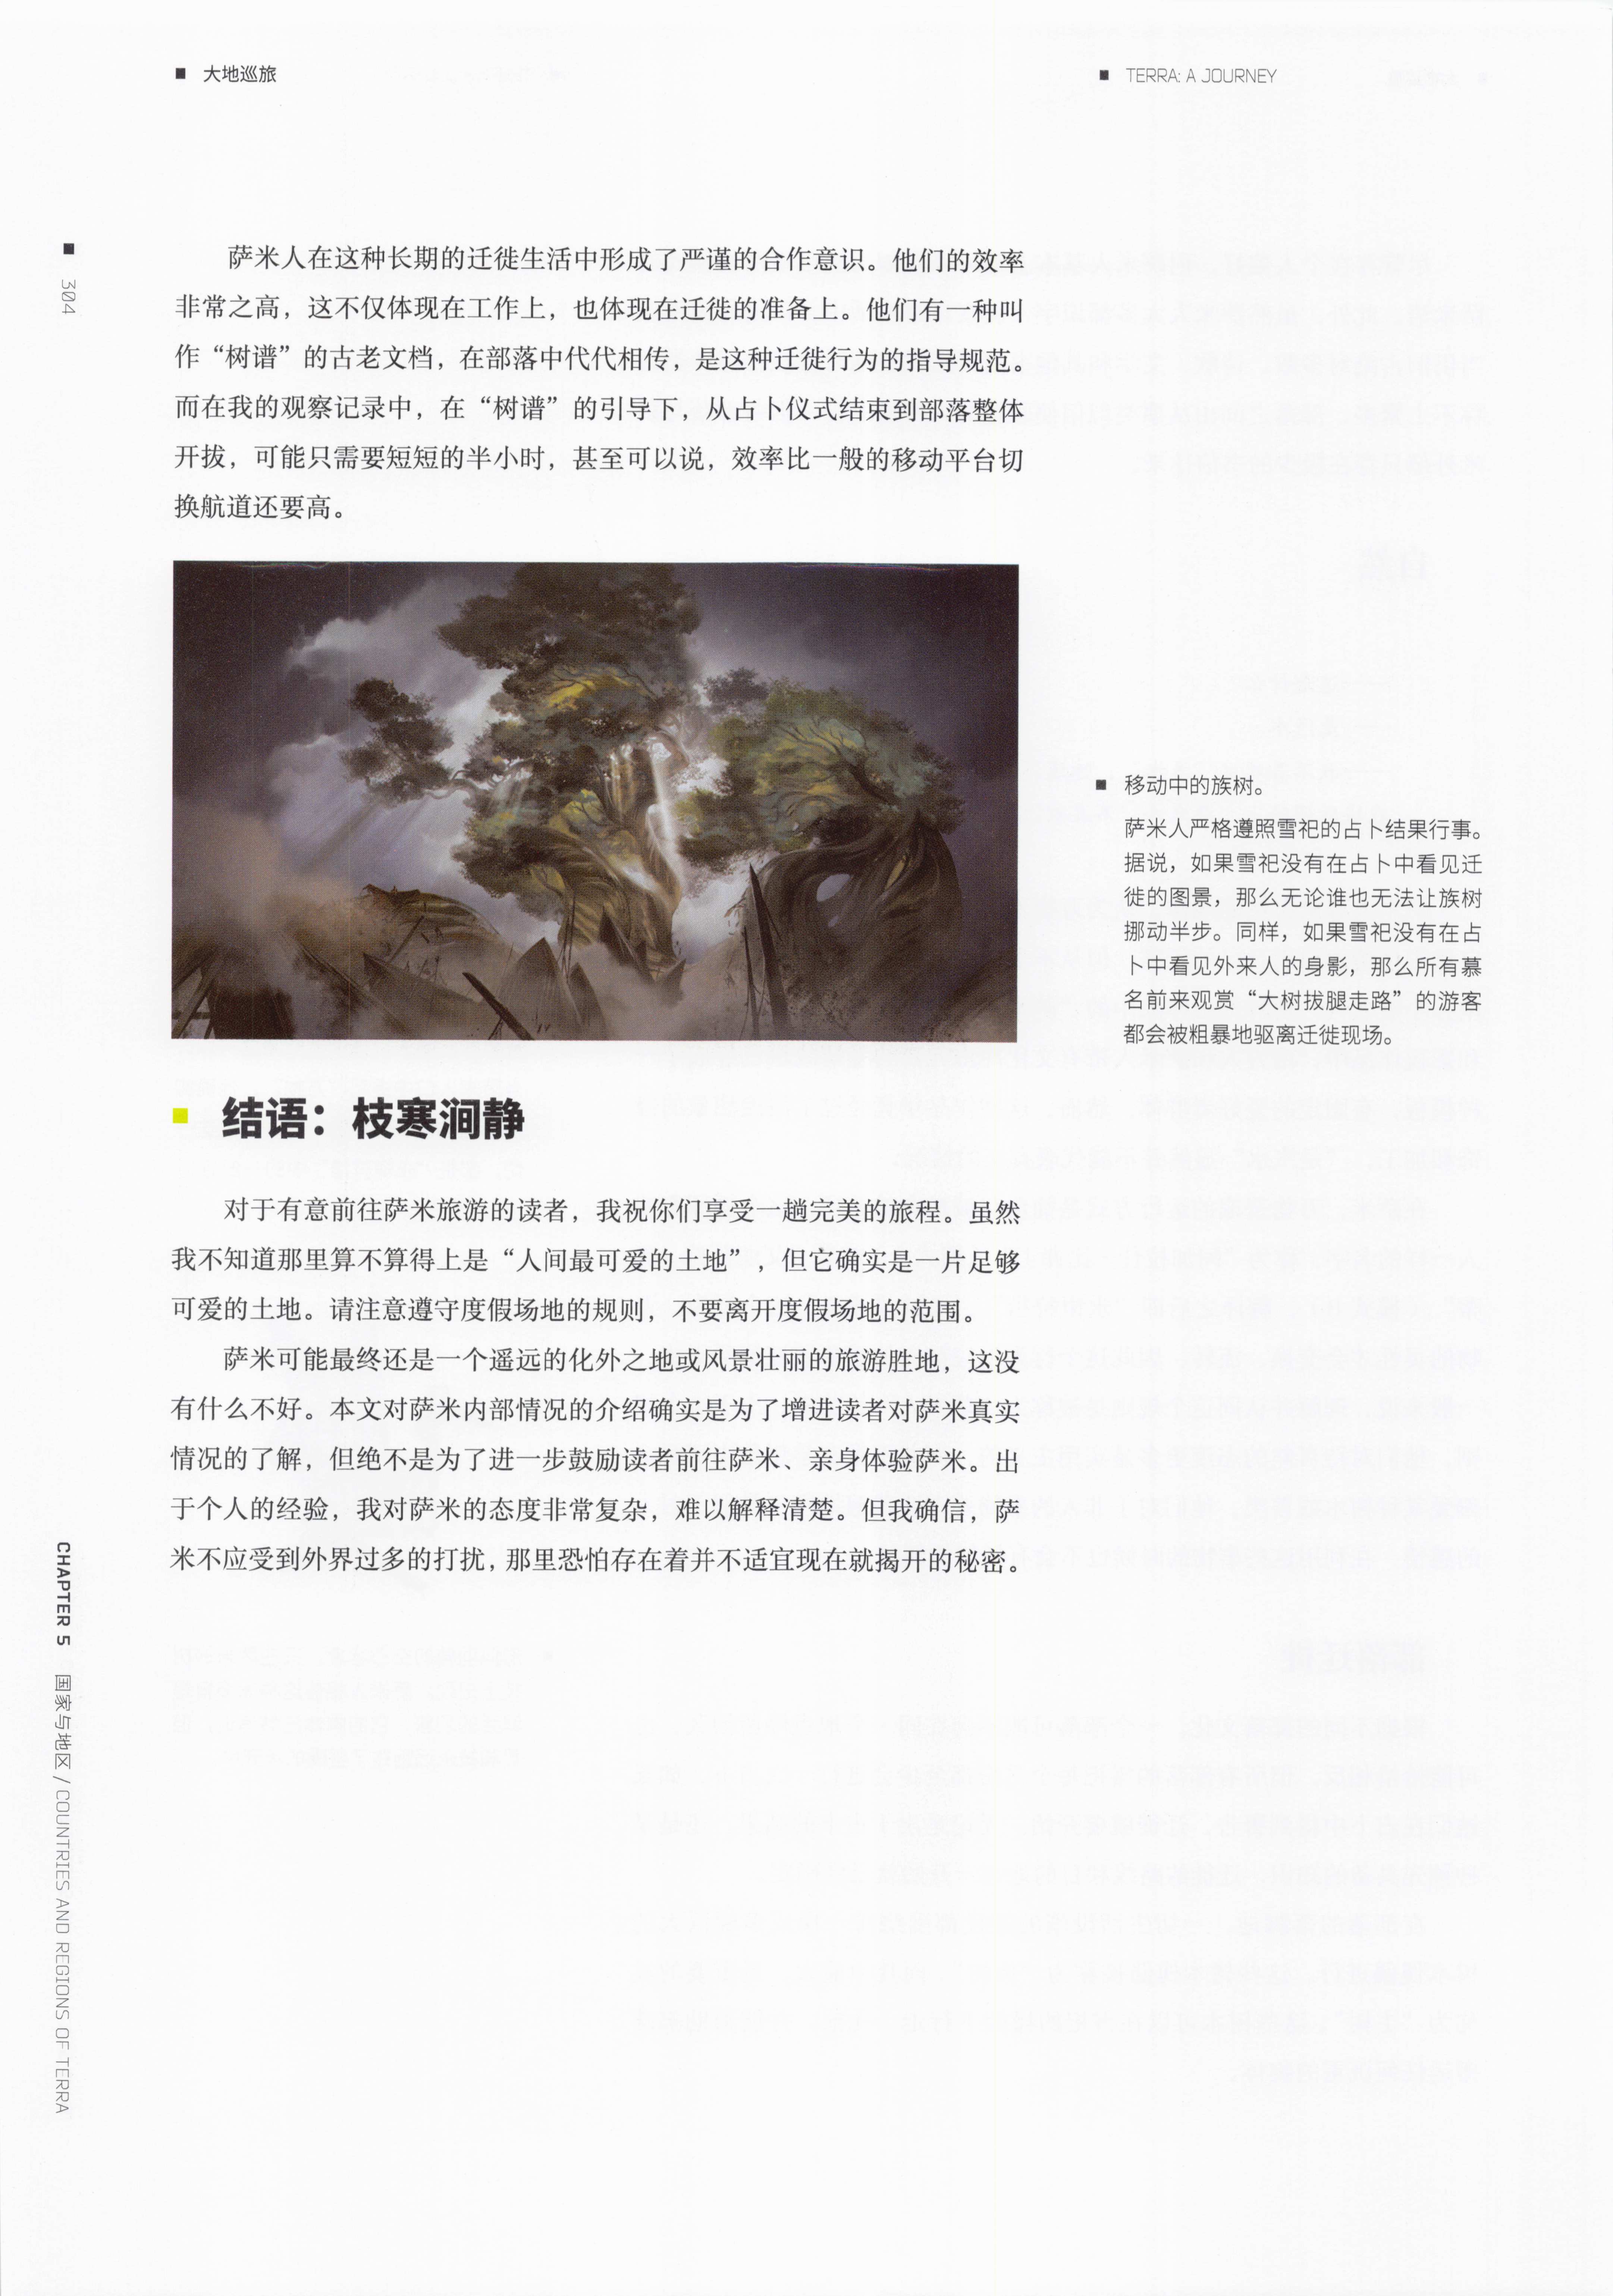 大地巡旅
TERRA: A JOURNEY
304
萨米人在这种长期的迁徙生活中形成了严谨的合作意识。他们的效率
非常之高，这不仅体现在工作上，也体现在迁徙的准备上。他们有一种叫
作“树谱”的古老文档，在部落中代代相传，是这种迁徙行为的指导规范。
而在我的观察记录中，在“树谱”的引导下，从占卜仪式结束到部落整体
开拔，可能只需要短短的半小时，甚至可以说，效率比一般的移动平台切
换航道还要高。
移动中的族树。
萨米人严格遵照雪祀的占卜结果行事。
据说，如果雪祀没有在占卜中看见迁
徙的图景，那么无论谁也无法让族树
挪动半步。同样，如果雪祀没有在占
卜中看见外来人的身影，那么所有慕
名前来观赏“大树拔腿走路”的游客
都会被粗暴地驱离迁徙现场。
结语：枝寒涧静
对于有意前往萨米旅游的读者，我祝你们享受一趟完美的旅程。虽然
我不知道那里算不算得上是“人间最可爱的土地”，但它确实是一片足够
可爱的土地。请注意遵守度假场地的规则，不要离开度假场地的范围。
萨米可能最终还是一个遥远的化外之地或风景壮丽的旅游胜地，这没
有什么不好。本文对萨米内部情况的介绍确实是为了增进读者对萨米真实
情况的了解，但绝不是为了进一步鼓励读者前往萨米、亲身体验萨米。出
于个人的经验，我对萨米的态度非常复杂，难以解释清楚。但我确信，萨
米不应受到外界过多的打扰，那里恐怕存在着并不适宜现在就揭开的秘密。
CHAPTER 5 国家与地区 / COUNTRIES AND REGIONS OF TERRA